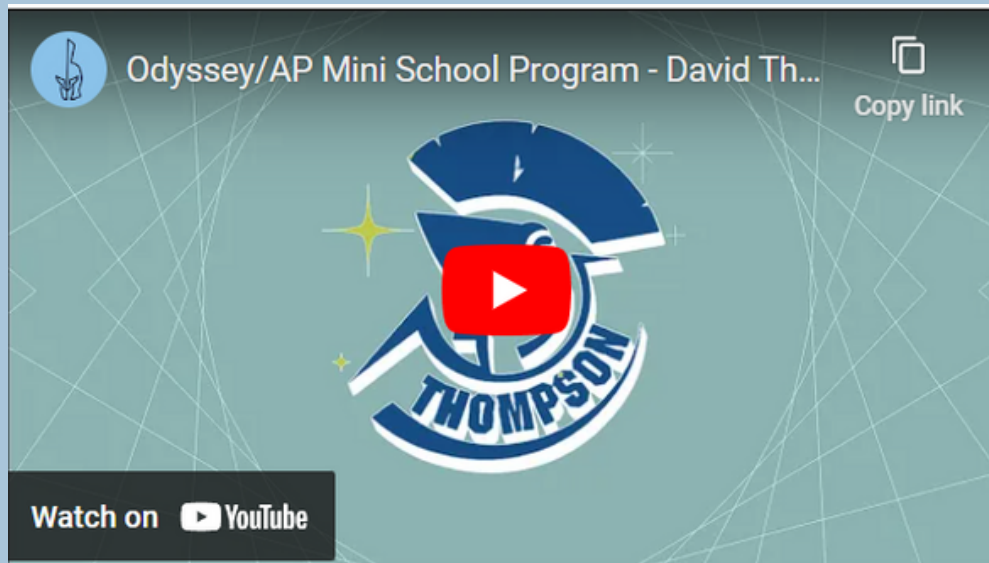 Odyssey/AP Mini School Program - David Th...
Copy link
THOMPSON
Watch on YouTube